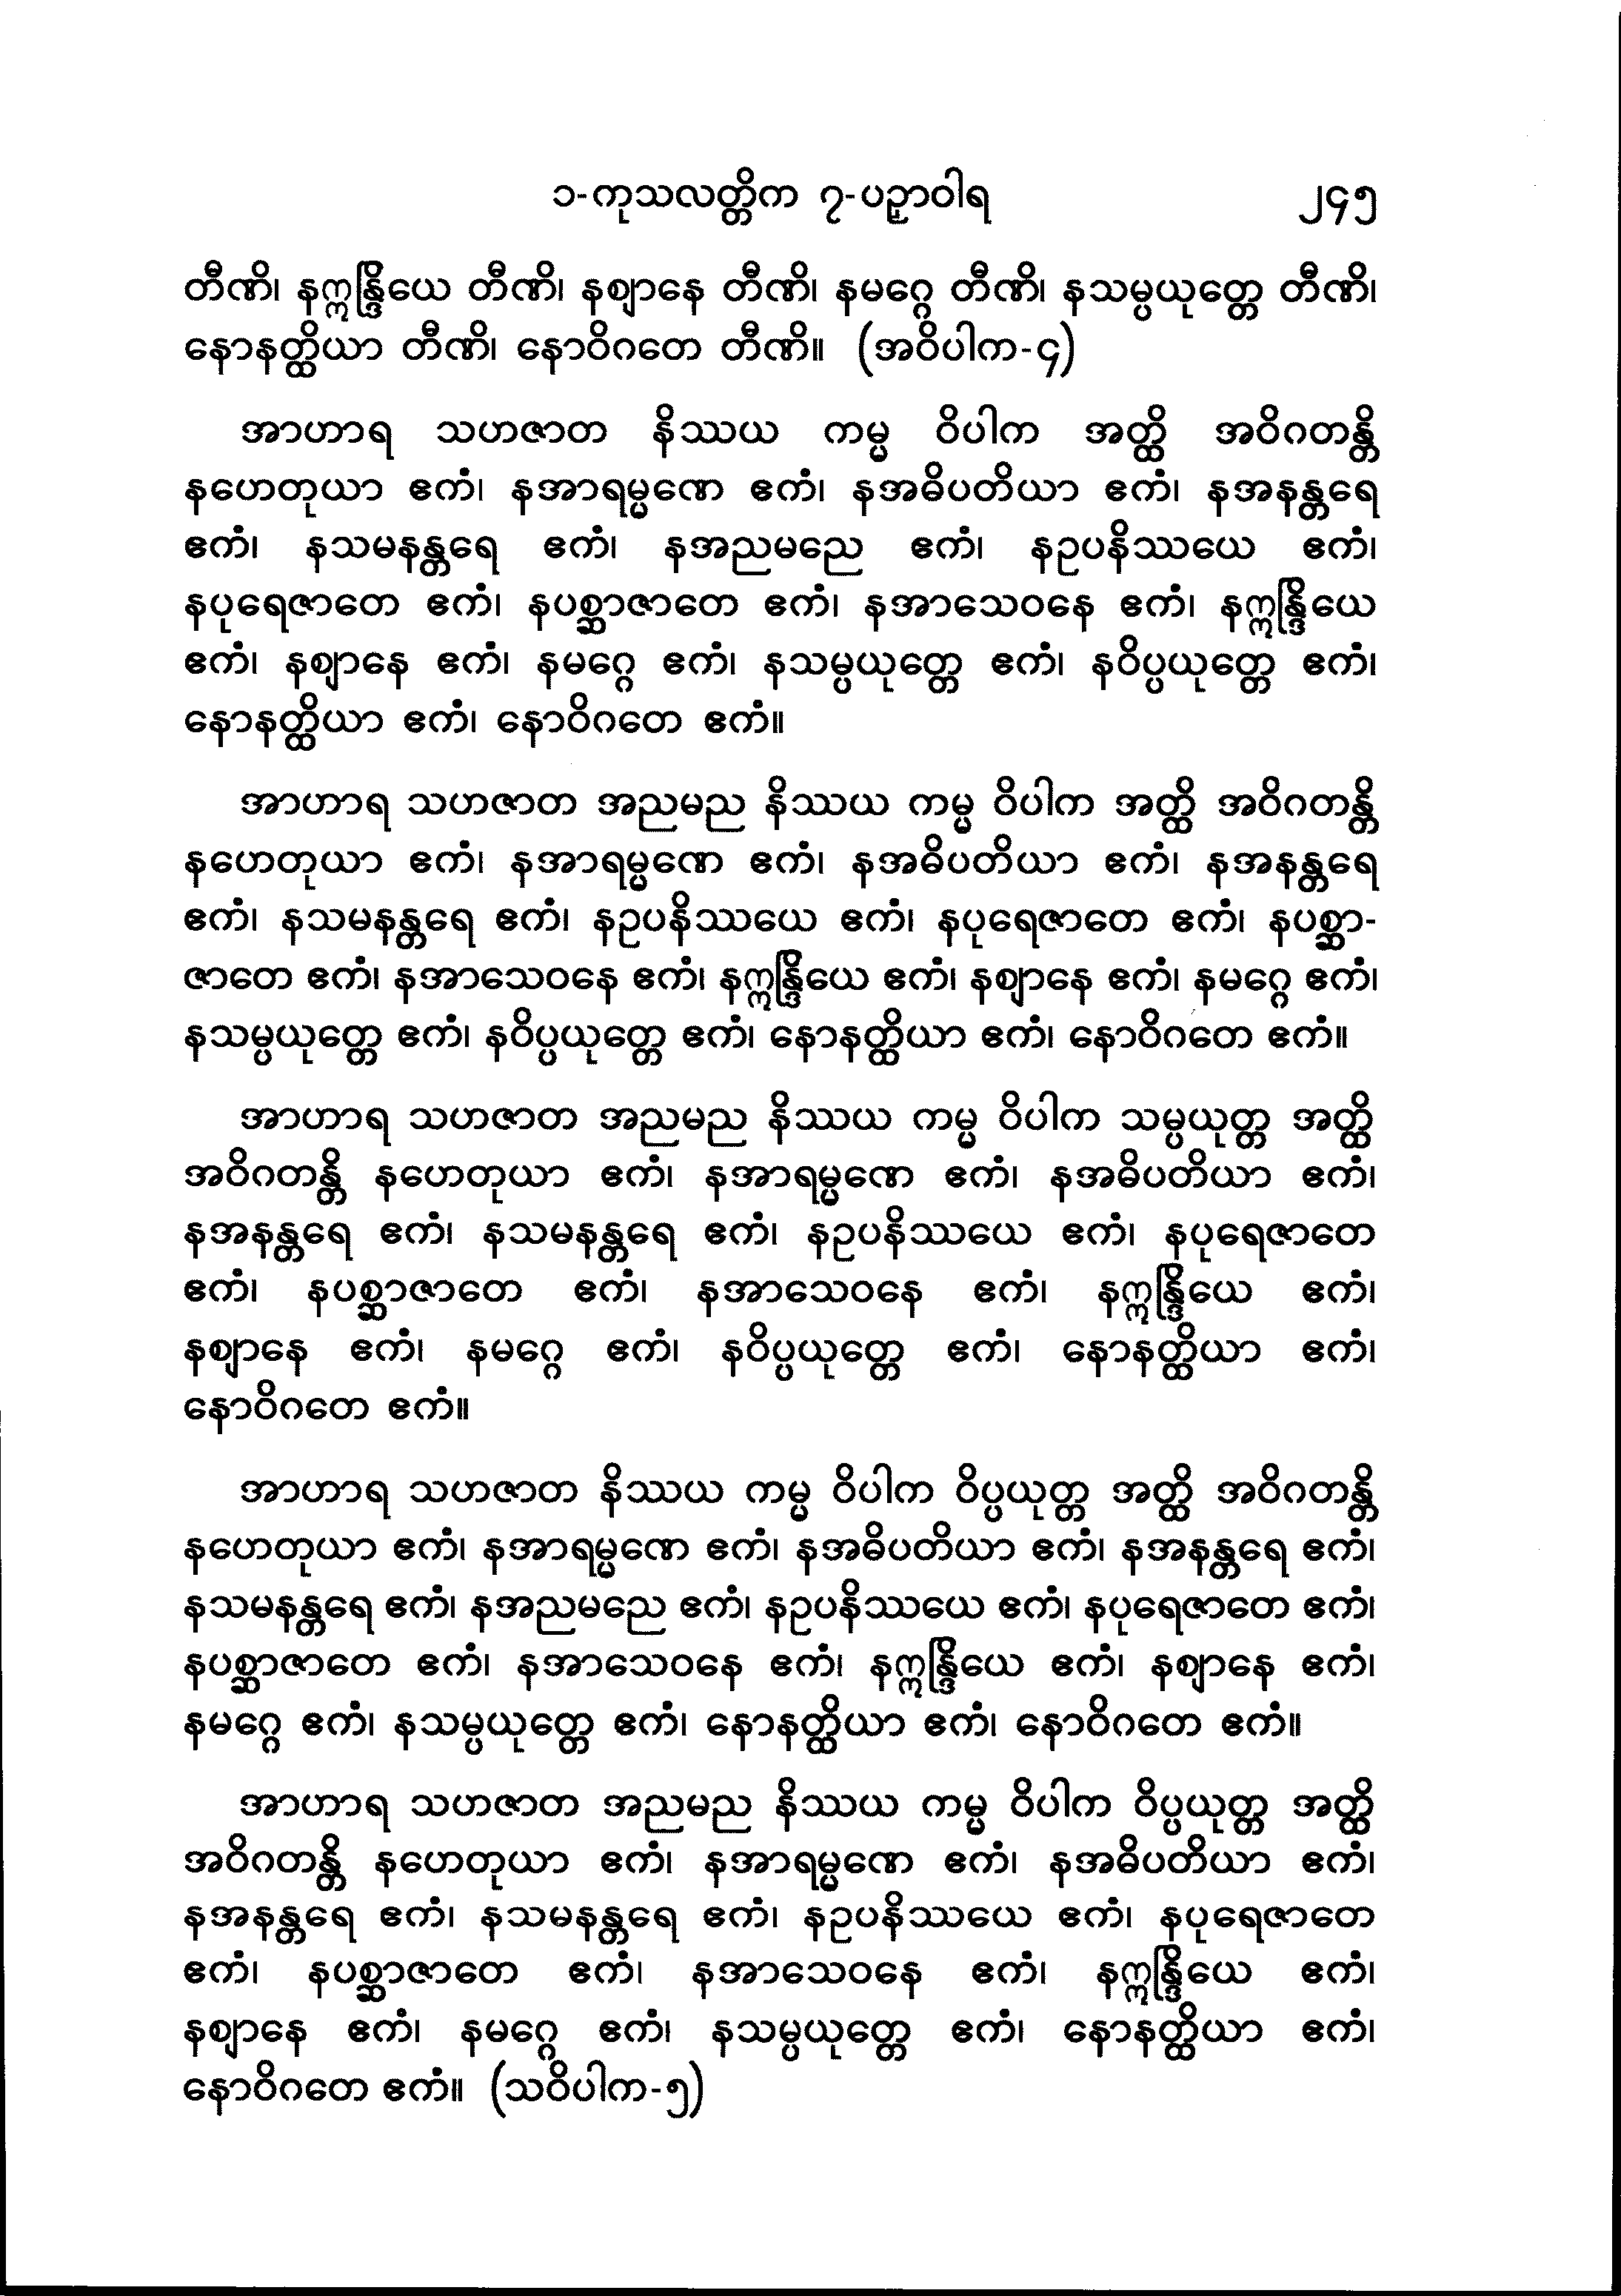 ၁-ကုသလတ္တိက ၇-ပဉှာဝါရ ၂၄၅
တီဏိ၊ နဣန္ဒြိယေ တီဏိ၊ နဈာနေ တီဏိ၊ နမဂ္ဂေ တီဏိ၊ နသမ္ပယုတ္တေ တီဏိ၊
နောနတ္ထိယာ တီဏိ၊ နောဝိဂတေ တီဏိ။ (အဝိပါက-၄)
အာဟာရ သဟဇာတ နိဿယ ကမ္မ ဝိပါက အတ္ထိ အဝိဂတန္တိ
နဟေတုယာ ဧကံ၊ နအာရမ္မဏေ ဧကံ၊ နအဓိပတိယာ ဧကံ၊ နအနန္တရေ
ဧကံ၊ နသမနန္တရေ ဧကံ၊ နအညမညေ ဧကံ၊ နဥပနိဿယေ ဧကံ၊
နပုရေဇာတေ ဧကံ၊ နပစ္ဆာဇာတေ ဧကံ၊ နအာသေဝနေ ဧကံ၊ နဣန္ဒြိယေ
ဧကံ၊ နဈာနေ ဧကံ၊ နမဂ္ဂေ ဧကံ၊ နသမ္ပယုတ္တေ ဧကံ၊ နဝိပ္ပယုတ္တေ ဧကံ၊
နောနတ္ထိယာ ဧကံ၊ နောဝိဂတေ ဧကံ။
အာဟာရ သဟဇာတ အညမည နိဿယ ကမ္မ ဝိပါက အတ္ထိ အဝိဂတန္တိ
နဟေတုယာ ဧကံ၊ နအာရမ္မဏေ ဧကံ၊ နအဓိပတိယာ ဧကံ၊ နအနန္တရေ
ဧကံ၊ နသမနန္တရေ ဧကံ၊ နဥပနိဿယေ ဧကံ၊ နပုရေဇာတေ ဧကံ၊ နပစ္ဆာ-
ဇာတေ ဧကံ၊ နအာသေဝနေ ဧကံ၊ နဣန္ဒြိယေ ဧကံ၊ နဈာနေ ဧကံ၊ နမဂ္ဂေ ဧကံ၊
နသမ္ပယုတ္တေ ဧကံ၊ နဝိပ္ပယုတ္တေ ဧကံ၊ နောနတ္ထိယာ ဧကံ၊ နောဝိဂတေ ဧကံ။
အာဟာရ သဟဇာတ အညမည နိဿယ ကမ္မ ဝိပါက သမ္ပယုတ္တ အတ္ထိ
အဝိဂတန္တိ နဟေတုယာ ဧကံ၊ နအာရမ္မဏေ ဧကံ၊ နအဓိပတိယာ ဧကံ၊
နအနန္တရေ ဧကံ၊ နသမနန္တရေ ဧကံ၊ နဥပနိဿယေ ဧကံ၊ နပုရေဇာတေ
ဧကံ၊ နပစ္ဆာဇာတေ ဧကံ၊ နအာသေဝနေ ဧကံ၊ နဣန္ဒြိယေ ဧကံ၊
နဈာနေ ဧကံ၊ နမဂ္ဂေ ဧကံ၊ နဝိပ္ပယုတ္တေ ဧကံ၊ နောနတ္ထိယာ ဧကံ၊
နောဝိဂတေ ဧကံ။
အာဟာရ သဟဇာတ နိဿယ ကမ္မ ဝိပါက ဝိပ္ပယုတ္တ အတ္ထိ အဝိဂတန္တိ
နဟေတုယာ ဧကံ၊ နအာရမ္မဏေ ဧကံ၊ နအဓိပတိယာ ဧကံ၊ နအနန္တရေ ဧကံ၊
နသမနန္တရေ ဧကံ၊ နအညမညေ ဧကံ၊ နဥပနိဿယေ ဧကံ၊ နပုရေဇာတေ ဧကံ၊
နပစ္ဆာဇာတေ ဧကံ၊ နအာသေဝနေ ဧကံ၊ နဣန္ဒြိယေ ဧကံ၊ နဈာနေ ဧကံ၊
နမဂ္ဂေ ဧကံ၊ နသမ္ပယုတ္တေ ဧကံ၊ နောနတ္ထိယာ ဧကံ၊ နောဝိဂတေ ဧကံ။
အာဟာရ သဟဇာတ အညမည နိဿယ ကမ္မ ဝိပါက ဝိပ္ပယုတ္တ အတ္ထိ
အဝိဂတန္တိ နဟေတုယာ ဧကံ၊ နအာရမ္မဏေ ဧကံ၊ နအဓိပတိယာ ဧကံ၊
နအနန္တရေ ဧကံ၊ နသမနန္တရေ ဧကံ၊ နဥပနိဿယေ ဧကံ၊ နပုရေဇာတေ
ဧကံ၊ နပစ္ဆာဇာတေ ဧကံ၊ နအာသေဝနေ ဧကံ၊ နဣန္ဒြိယေ ဧကံ၊
နဈာနေ ဧကံ၊ နမဂ္ဂေ ဧကံ၊ နသမ္ပယုတ္တေ ဧကံ၊ နောနတ္ထိယာ ဧကံ၊
နောဝိဂတေ ဧကံ။ (သဝိပါက-၅)